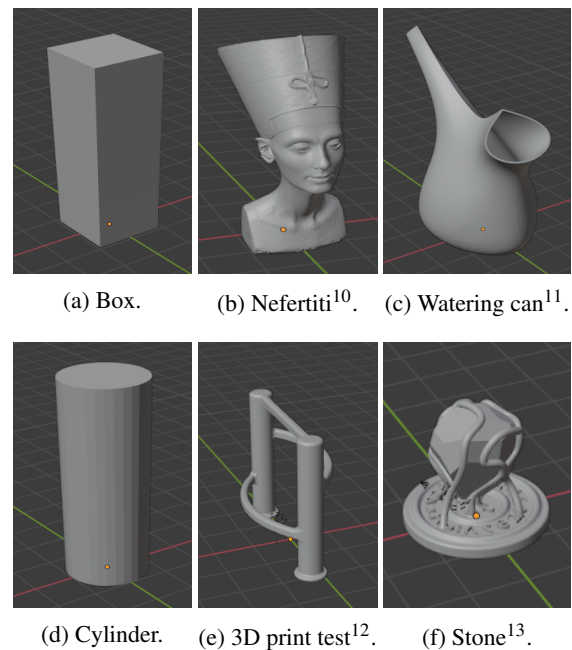 (a) Box.
(b) Nefertiti10.
(c) Watering can11.
(d) Cylinder.
(e) 3D print test12.
(f) Stone13.